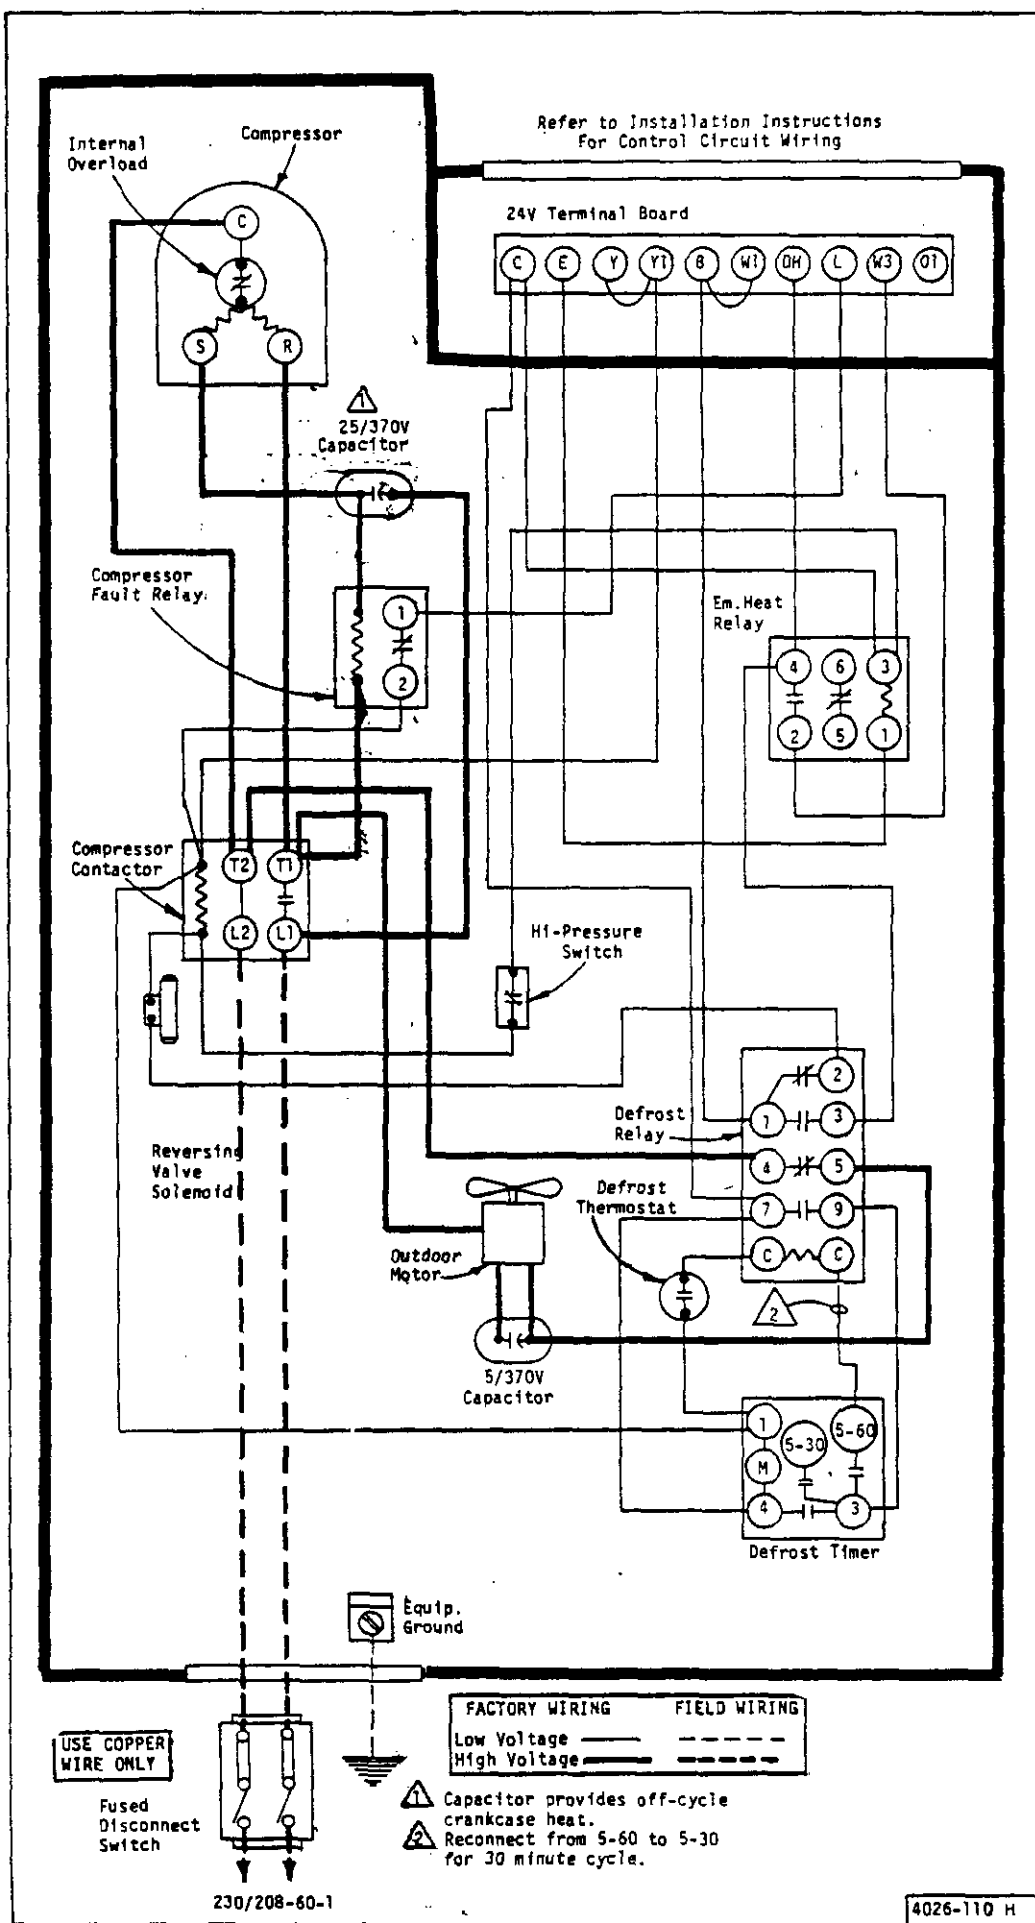 Internal
Overload
Compressor
Refer to Installation Instructions
For Control Circuit Wiring
24V Terminal Board
C E Y Y1 B W1 OH L W3 O1
C
S R
1
25/370V
Capacitor
Compressor
Fault Relay
1
2
Em.Heat
Relay
4 6 3
2 5 1
Compressor
Contactor
T2 T1
L2 L1
Hi-Pressure
Switch
Reversing
Valve
Solenoid
Defrost
Relay
2
1 3
4 5
7 9
C C
Defrost
Thermostat
2
Outdoor
Motor
5/370V
Capacitor
1 5-30 5-60
M
4 3
Defrost Timer
Equip.
Ground
FACTORY WIRING FIELD WIRING
Low Voltage
High Voltage
USE COPPER
WIRE ONLY
Fused
Disconnect
Switch
1 Capacitor provides off-cycle
crankcase heat.
2 Reconnect from 5-60 to 5-30
for 30 minute cycle.
230/208-60-1
4026-110 H